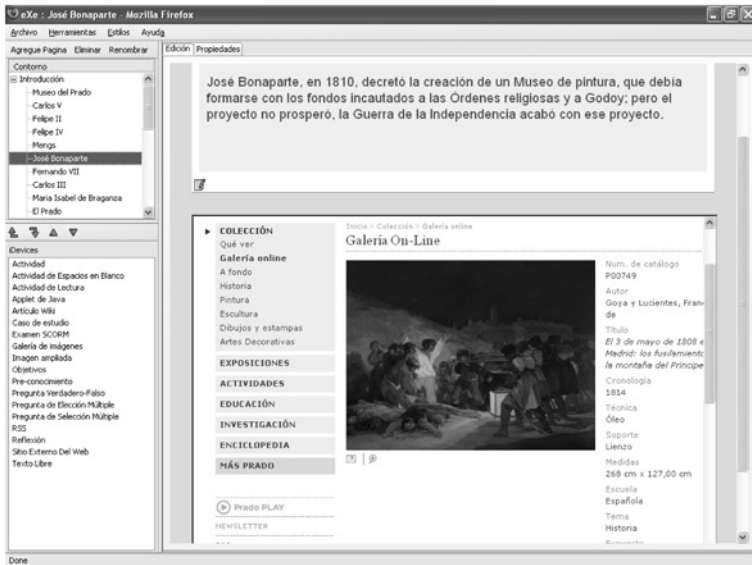 eXe : José Bonaparte - Mozilla Firefox
Archivo Herramientas Estilos Ayuda
Agregue Pagina Eliminar Renombrar
Contorno
Introducción
Museo del Prado
Carlos V
Felipe II
Felipe IV
Mengs
José Bonaparte
Fernando VII
Carlos III
Maria Isabel de Braganza
El Prado
iDevices
Actividad
Actividad de Espacios en Blanco
Actividad de Lectura
Applet de Java
Artículo Wiki
Caso de estudio
Examen SCORM
Galería de imágenes
Imagen ampliada
Objetivos
Pre-conocimiento
Pregunta Verdadero-Falso
Pregunta de Elección Múltiple
Pregunta de Selección Múltiple
RSS
Reflexión
Sitio Externo Del Web
Texto Libre
Edición Propiedades
José Bonaparte, en 1810, decretó la creación de un Museo de pintura, que debía
formarse con los fondos incautados a las Órdenes religiosas y a Godoy; pero el
proyecto no prosperó, la Guerra de la Independencia acabó con ese proyecto.
COLECCIÓN
Qué ver
Galería online
A fondo
Historia
Pintura
Escultura
Dibujos y estampas
Artes Decorativas
EXPOSICIONES
ACTIVIDADES
EDUCACIÓN
INVESTIGACIÓN
ENCICLOPEDIA
MÁS PRADO
Prado PLAY
NEWSLETTER
Inicio > Colección > Galería online
Galería On-Line
Num. de catálogo
P00749
Autor
Goya y Lucientes, Fran
de
Título
El 3 de mayo de 1808 e
Madrid: los fusilamiento
la montaña del Príncipe
Cronología
1814
Técnica
Óleo
Soporte
Lienzo
Medidas
268 cm x 127,00 cm
Escuela
Española
Tema
Historia
Done